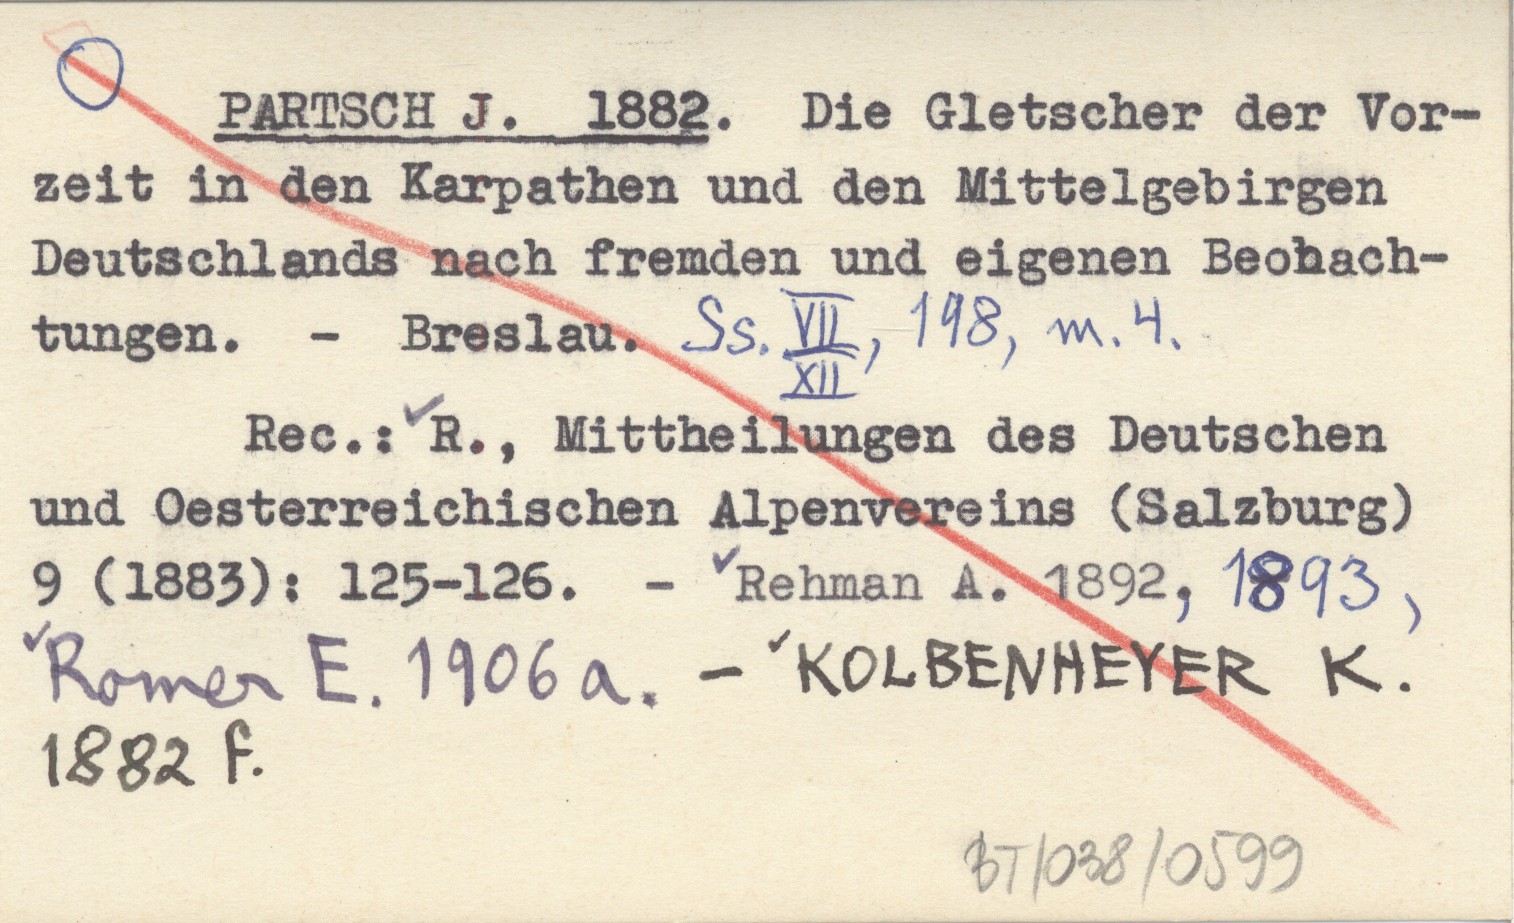 PARTSCH J. 1882. Die Gletscher der Vor-
zeit in den Karpathen und den Mittelgebirgen
Deutschlands nach fremden und eigenen Beobach-
tungen. - Breslau. Ss. VII/XII, 198, m. 4.
Rec.: ✓R., Mittheilungen des Deutschen
und Oesterreichischen Alpenvereins (Salzburg)
9 (1883): 125-126. - ✓Rehman A. 1892, 1893,
✓Romer E. 1906a. - ✓KOLBENHEYER K.
1882 f.
BT/038/0599